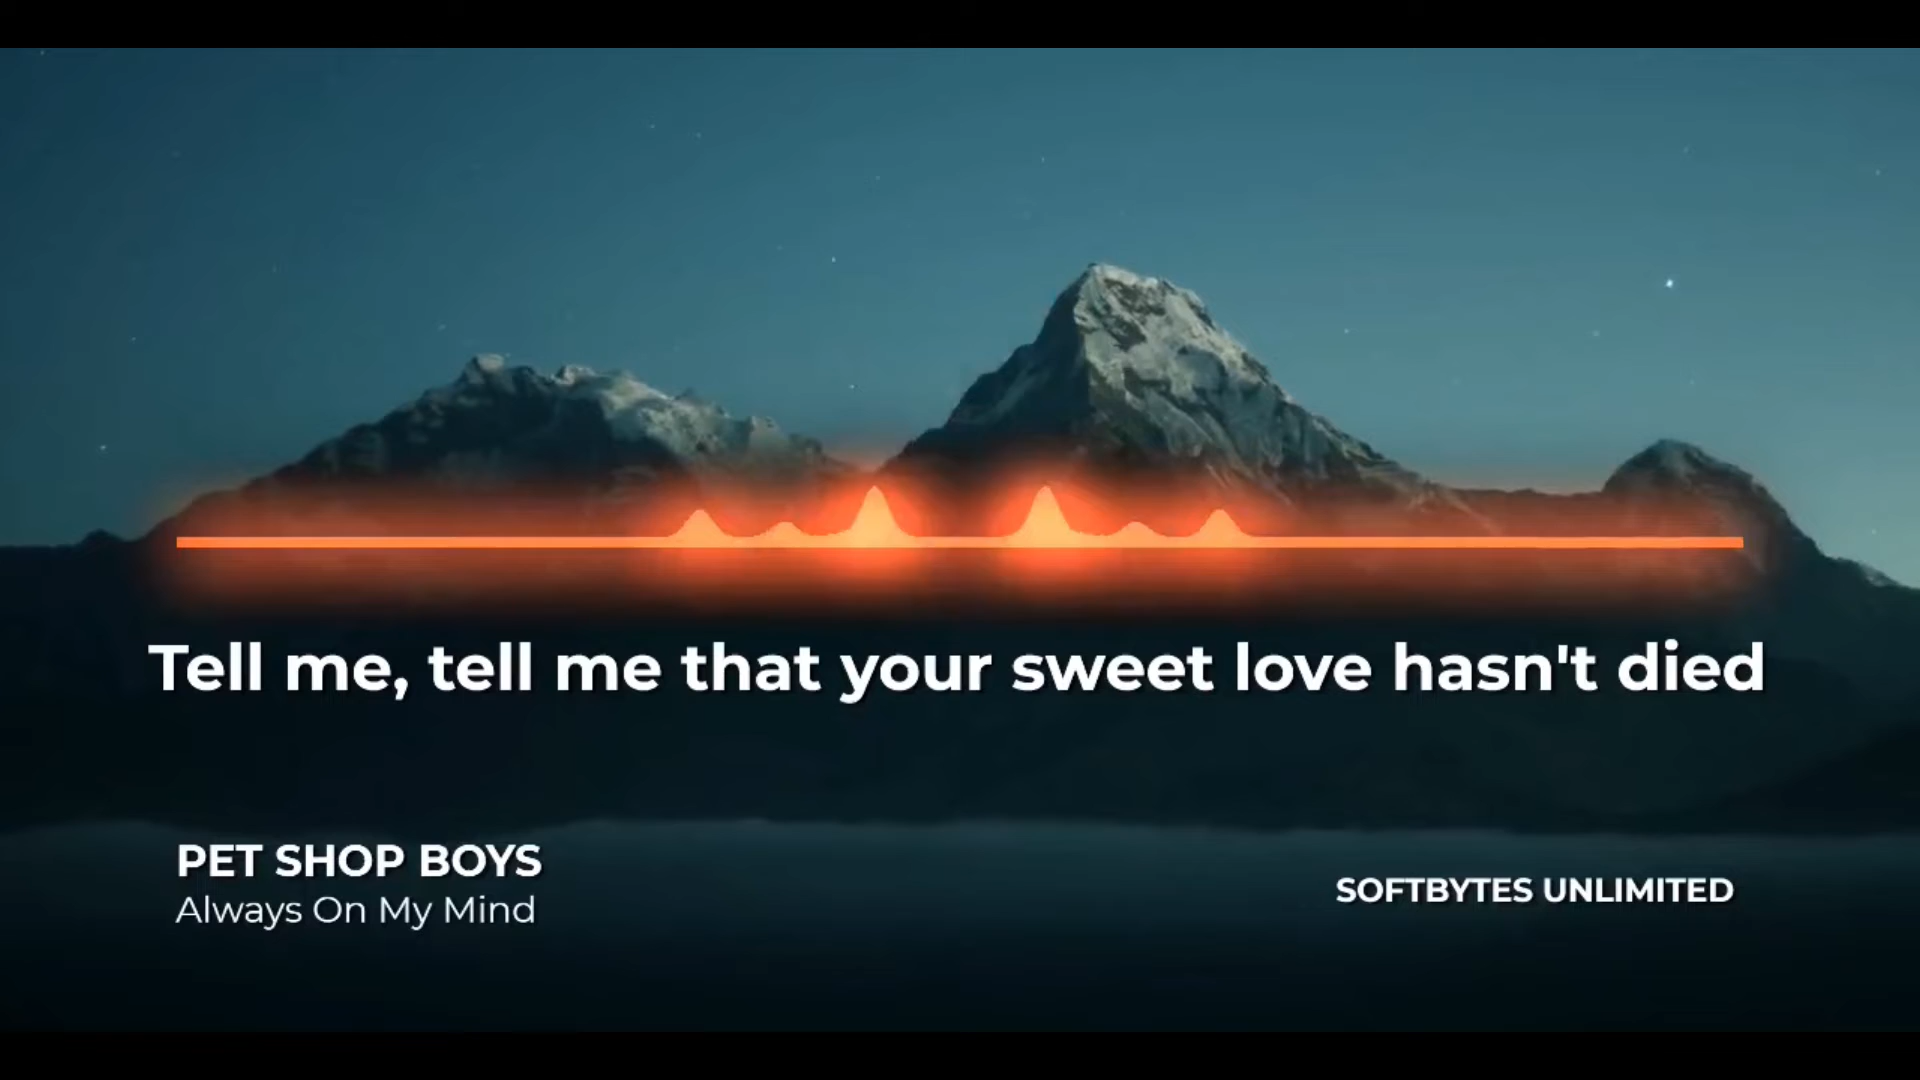 Tell me, tell me that your sweet love hasn't died
PET SHOP BOYS
Always On My Mind
SOFTBYTES UNLIMITED